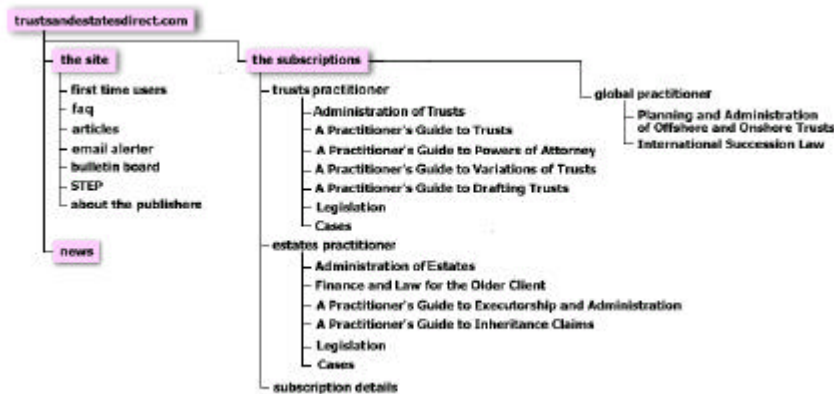 trustsandestatesdirect.com
the site
first time users
faq
articles
email alerter
bulletin board
STEP
about the publishere
news
the subscriptions
trusts practitioner
Administration of Trusts
A Practitioner's Guide to Trusts
A Practitioner's Guide to Powers of Attorney
A Practitioner's Guide to Variations of Trusts
A Practitioner's Guide to Drafting Trusts
Legislation
Cases
estates practitioner
Administration of Estates
Finance and Law for the Older Client
A Practitioner's Guide to Executorship and Administration
A Practitioner's Guide to Inheritance Claims
Legislation
Cases
subscription details
global practitioner
Planning and Administration
of Offshore and Onshore Trusts
International Succession Law